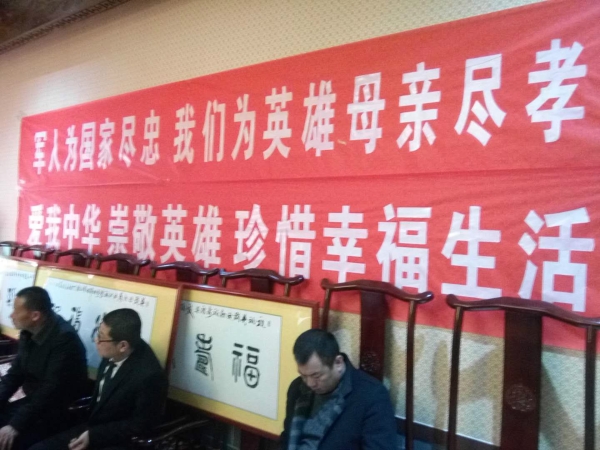 军人为国家尽忠 我们为英雄母亲尽孝
爱我中华崇敬英雄 珍惜幸福生活
寿 福